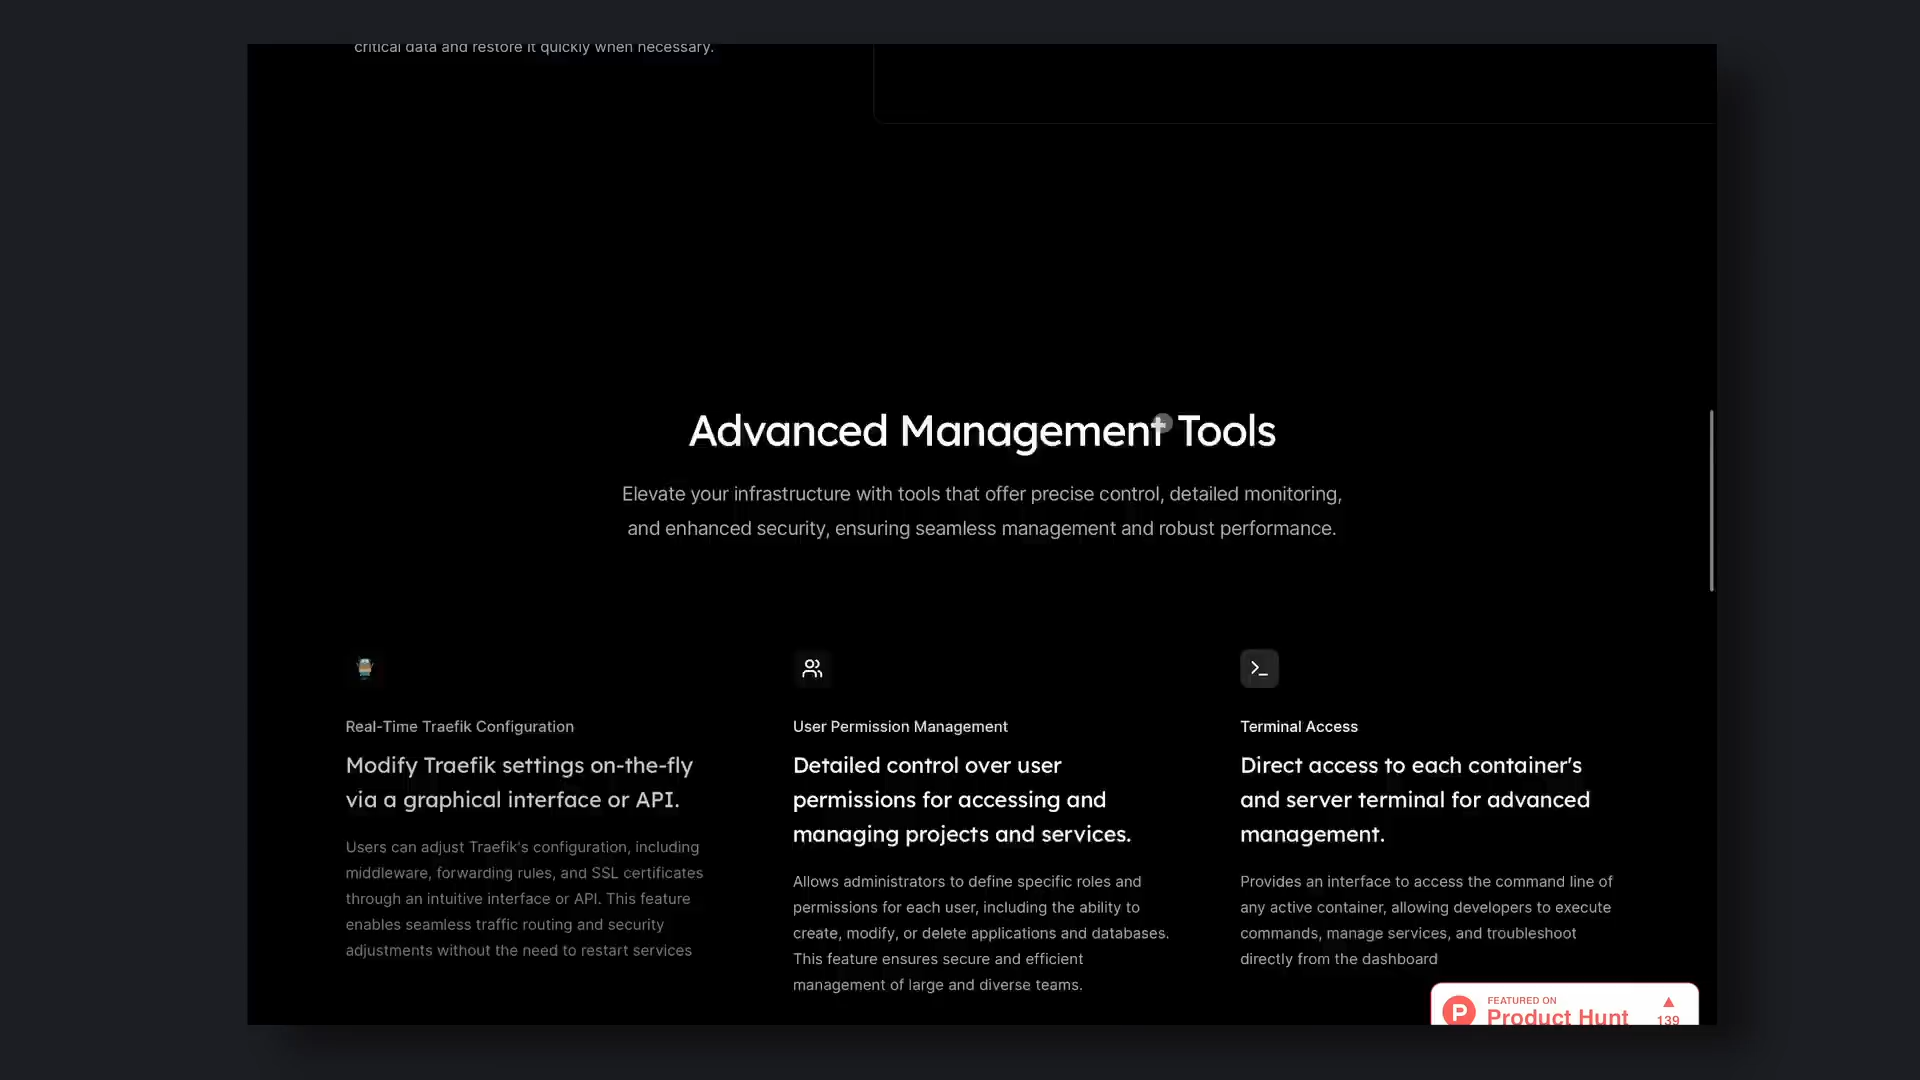 critical data and restore it quickly when necessary.
Advanced Management Tools
Elevate your infrastructure with tools that offer precise control, detailed monitoring,
and enhanced security, ensuring seamless management and robust performance.
Real-Time Traefik Configuration
Modify Traefik settings on-the-fly
via a graphical interface or API.
Users can adjust Traefik's configuration, including
middleware, forwarding rules, and SSL certificates
through an intuitive interface or API. This feature
enables seamless traffic routing and security
adjustments without the need to restart services
User Permission Management
Detailed control over user
permissions for accessing and
managing projects and services.
Allows administrators to define specific roles and
permissions for each user, including the ability to
create, modify, or delete applications and databases.
This feature ensures secure and efficient
management of large and diverse teams.
Terminal Access
Direct access to each container's
and server terminal for advanced
management.
Provides an interface to access the command line of
any active container, allowing developers to execute
commands, manage services, and troubleshoot
directly from the dashboard
P
FEATURED ON
Product Hunt
139